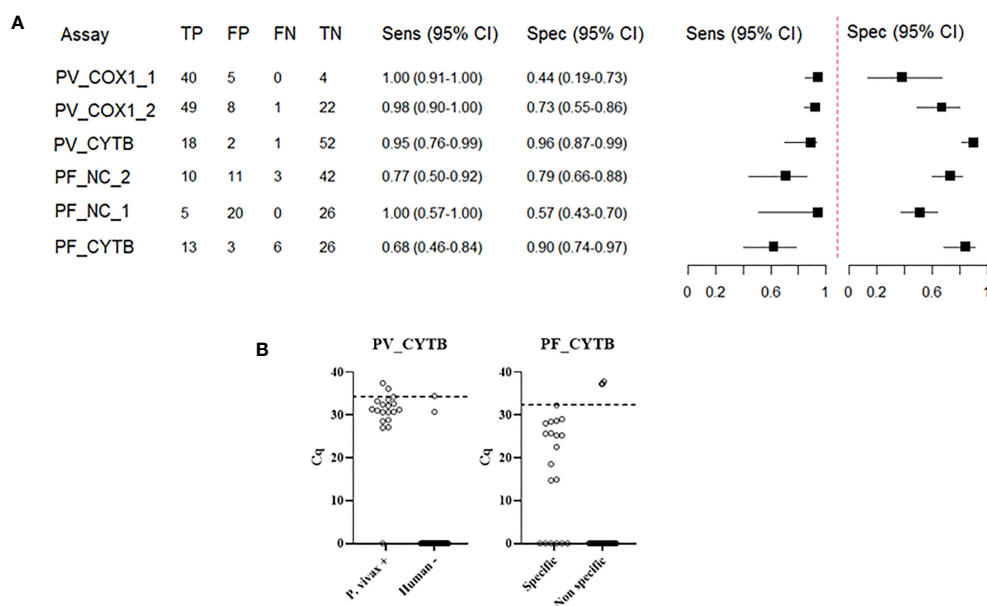 A
Assay TP FP FN TN Sens (95% CI) Spec (95% CI) Sens (95% CI) Spec (95% CI)
PV_COX1_1 40 5 0 4 1.00 (0.91-1.00) 0.44 (0.19-0.73)
PV_COX1_2 49 8 1 22 0.98 (0.90-1.00) 0.73 (0.55-0.86)
PV_CYTB 18 2 1 52 0.95 (0.76-0.99) 0.96 (0.87-0.99)
PF_NC_2 10 11 3 42 0.77 (0.50-0.92) 0.79 (0.66-0.88)
PF_NC_1 5 20 0 26 1.00 (0.57-1.00) 0.57 (0.43-0.70)
PF_CYTB 13 3 6 26 0.68 (0.46-0.84) 0.90 (0.74-0.97)
0 0.2 0.6 1 0 0.2 0.6 1
B
PV_CYTB
Cq
40
30
20
10
0
P. vivax +
Human -
PF_CYTB
Cq
40
30
20
10
0
Specific
Non specific